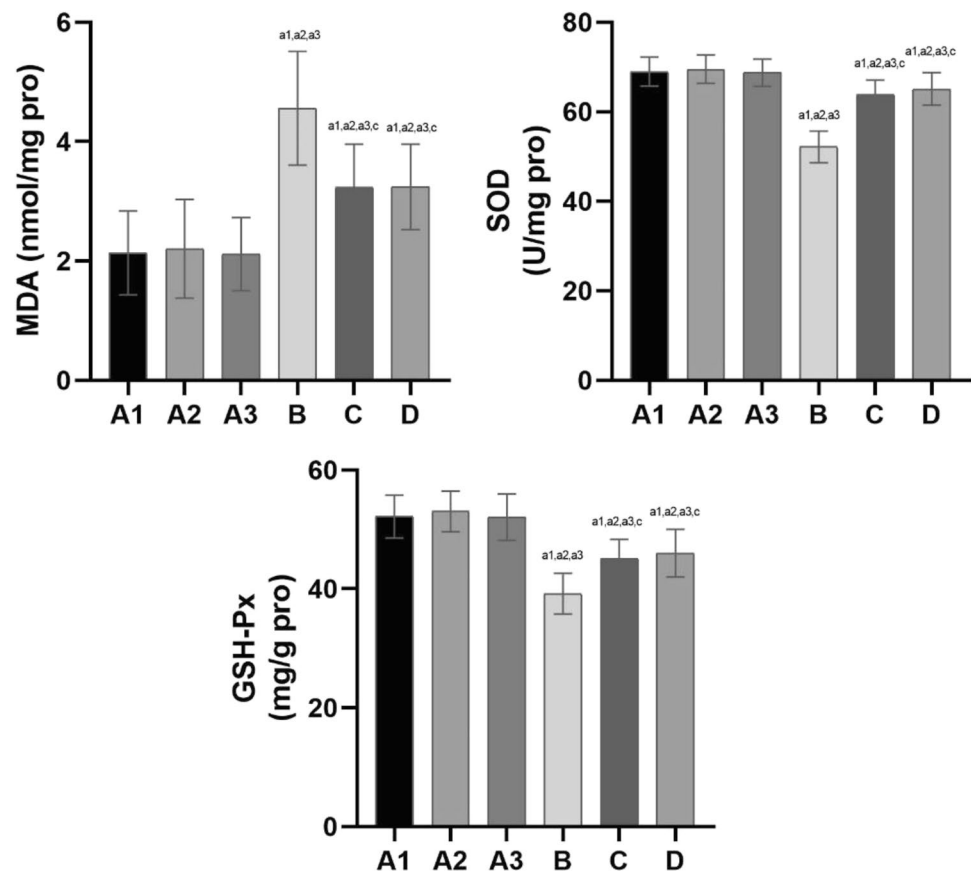 MDA (nmol/mg pro)
6
4
2
0
a1,a2,a3
a1,a2,a3,c
a1,a2,a3,c
A1 A2 A3 B C D
SOD
(U/mg pro)
80
60
40
20
0
a1,a2,a3
a1,a2,a3,c
a1,a2,a3,c
A1 A2 A3 B C D
GSH-Px
(mg/g pro)
60
40
20
0
a1,a2,a3
a1,a2,a3,c
a1,a2,a3,c
A1 A2 A3 B C D